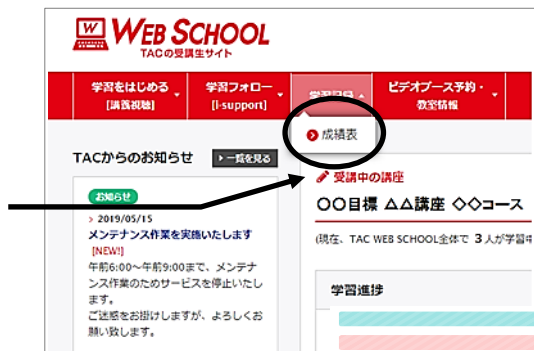 WEB SCHOOL
TACの受講生サイト
学習をはじめる
[講義視聴]
学習フォロー
[i-support]
学習記録
ビデオブース予約・
教室情報
成績表
TACからのお知らせ
一覧を見る
お知らせ
2019/05/15
メンテナンス作業を実施いたします
[NEW!]
午前6:00~午前9:00まで、メンテナ
ンス作業のためサービスを停止いたし
ます。
ご迷惑をお掛けしますが、よろしくお
願い致します。
受講中の講座
〇〇目標 △△講座 ◇◇コース
(現在、TAC WEB SCHOOL全体で 3 人が学習中
学習進捗